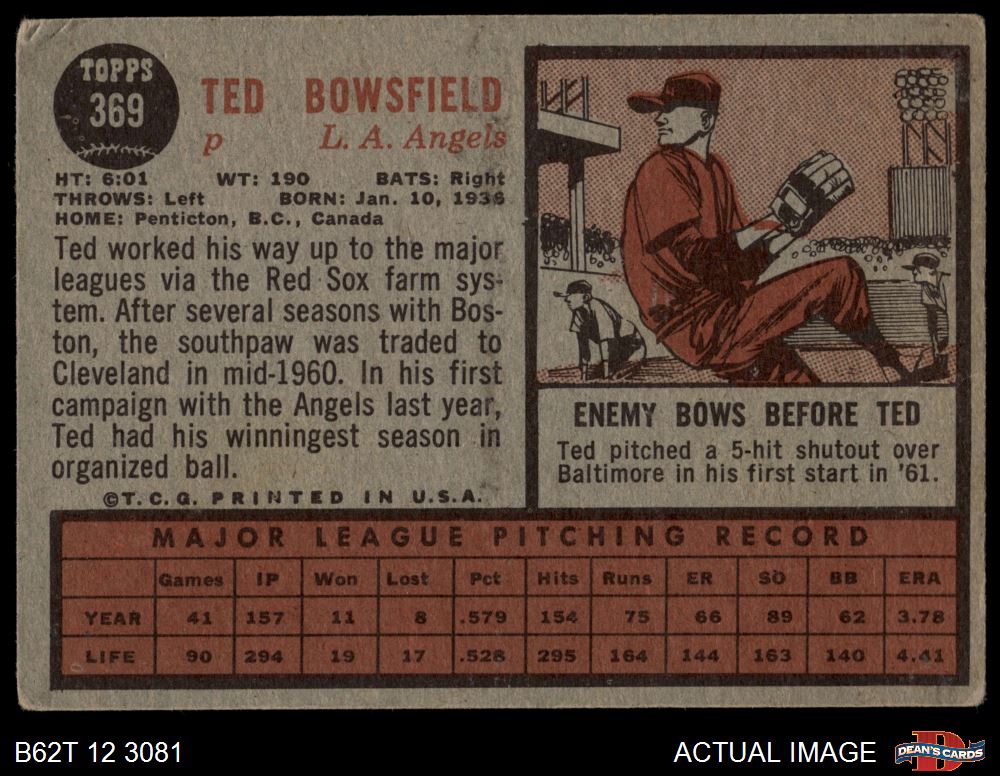 TOPPS
369
TED BOWSFIELD
p L. A. Angels
HT: 6:01 WT: 190 BATS: Right
THROWS: Left BORN: Jan. 10, 1936
HOME: Penticton, B.C., Canada
Ted worked his way up to the major
leagues via the Red Sox farm sys-
tem. After several seasons with Bos-
ton, the southpaw was traded to
Cleveland in mid-1960. In his first
campaign with the Angels last year,
Ted had his winningest season in
organized ball.
©T.C.G. PRINTED IN U.S.A.
ENEMY BOWS BEFORE TED
Ted pitched a 5-hit shutout over
Baltimore in his first start in '61.
MAJOR LEAGUE PITCHING RECORD
Games IP Won Lost Pct Hits Runs ER SO BB ERA
YEAR 41 157 11 8 .579 154 75 66 89 62 3.78
LIFE 90 294 19 17 .528 295 164 144 163 140 4.41
B62T 12 3081 ACTUAL IMAGE DEAN'S CARDS